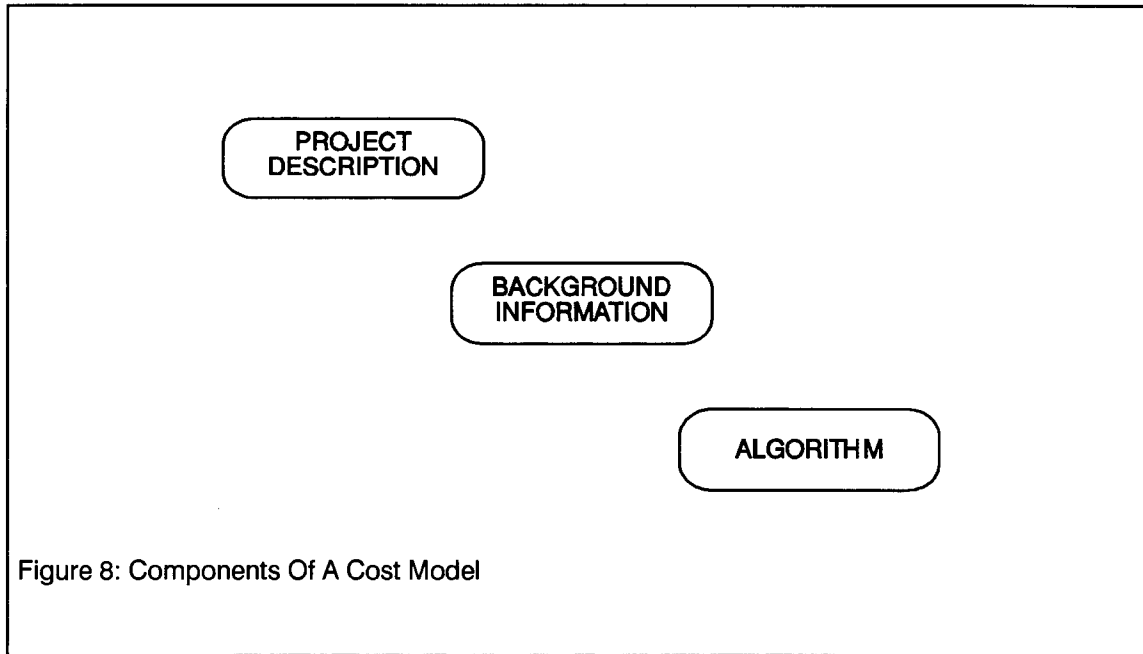 PROJECT
DESCRIPTION
BACKGROUND
INFORMATION
ALGORITHM
Figure 8: Components Of A Cost Model